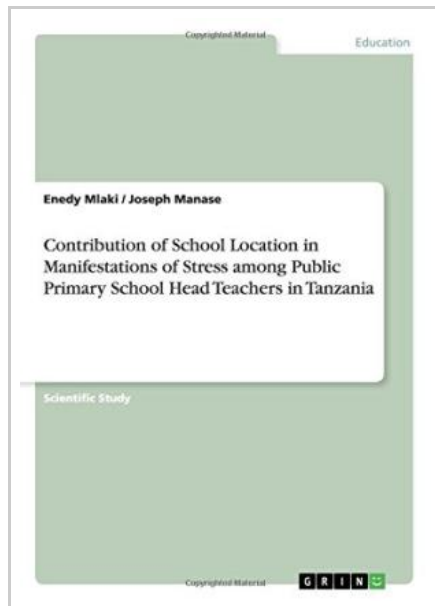 Copyrighted Material
Education
Enedy Mlaki / Joseph Manase
Contribution of School Location in
Manifestations of Stress among Public
Primary School Head Teachers in Tanzania
Scientific Study
Copyrighted Material
GRIN